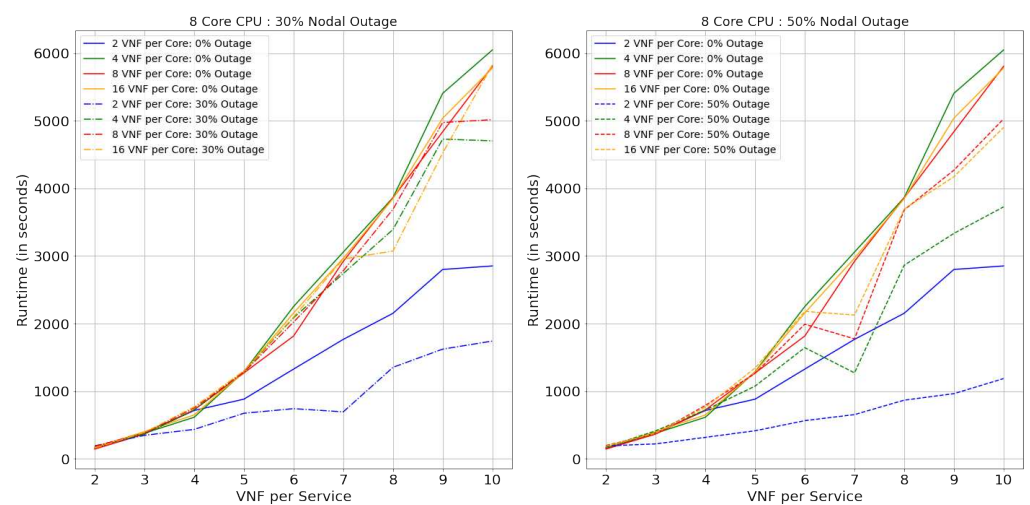 8 Core CPU : 30% Nodal Outage
2 VNF per Core: 0% Outage
4 VNF per Core: 0% Outage
8 VNF per Core: 0% Outage
16 VNF per Core: 0% Outage
2 VNF per Core: 30% Outage
4 VNF per Core: 30% Outage
8 VNF per Core: 30% Outage
16 VNF per Core: 30% Outage
Runtime (in seconds)
6000
5000
4000
3000
2000
1000
0
2 3 4 5 6 7 8 9 10
VNF per Service
8 Core CPU : 50% Nodal Outage
2 VNF per Core: 0% Outage
4 VNF per Core: 0% Outage
8 VNF per Core: 0% Outage
16 VNF per Core: 0% Outage
2 VNF per Core: 50% Outage
4 VNF per Core: 50% Outage
8 VNF per Core: 50% Outage
16 VNF per Core: 50% Outage
Runtime (in seconds)
6000
5000
4000
3000
2000
1000
0
2 3 4 5 6 7 8 9 10
VNF per Service